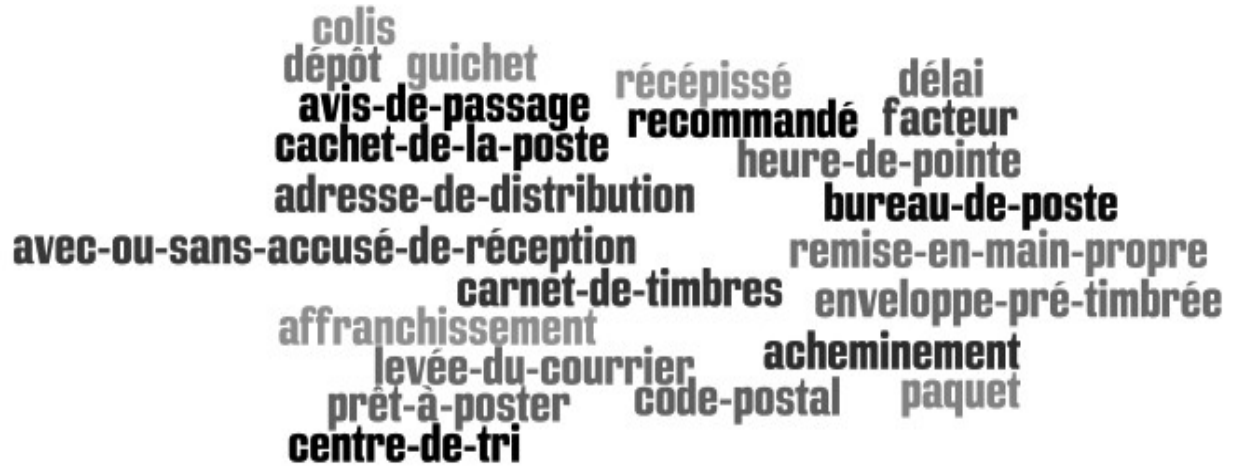 colis
dépôt guichet
récépissé délai
avis-de-passage
recommandé facteur
cachet-de-la-poste
heure-de-pointe
adresse-de-distribution
bureau-de-poste
avec-ou-sans-accusé-de-réception
remise-en-main-propre
carnet-de-timbres
enveloppe-pré-timbrée
affranchissement
acheminement
levée-du-courrier
prêt-à-poster code-postal paquet
centre-de-tri